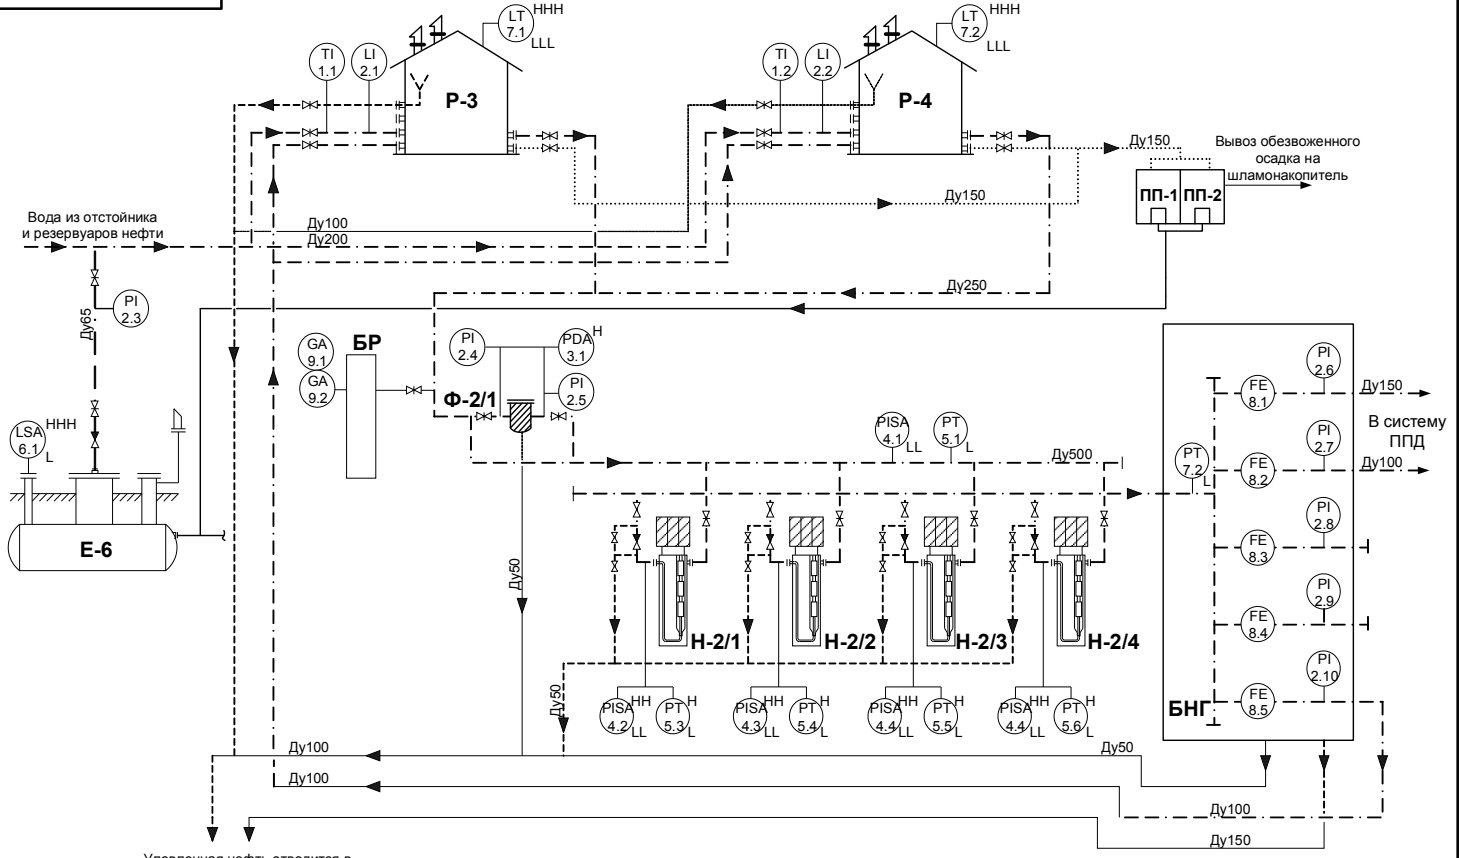 LT
7.1
HHH
LLL
LT
7.2
HHH
LLL
TI
1.1
LI
2.1
TI
1.2
LI
2.2
Р-3
Р-4
Ду150
Вывоз обезвоженного
осадка на
шламонакопитель
ПП-1
ПП-2
Ду150
Вода из отстойника
и резервуаров нефти
Ду100
Ду200
Ду250
PI
2.3
Ду65
GA
9.1
GA
9.2
БР
PI
2.4
PDA
3.1
H
PI
2.5
Ф-2/1
LSA
6.1
HHH
L
Е-6
PISA
4.1
LL
PT
5.1
L
Ду500
PT
7.2
L
FE
8.1
PI
2.6
Ду150
В систему
ППД
FE
8.2
PI
2.7
Ду100
FE
8.3
PI
2.8
FE
8.4
PI
2.9
FE
8.5
PI
2.10
БНГ
Ду50
Н-2/1
Н-2/2
Н-2/3
Н-2/4
Ду50
PISA
4.2
HH
LL
PT
5.3
H
L
PISA
4.3
HH
LL
PT
5.4
H
L
PISA
4.4
HH
LL
PT
5.5
H
L
PISA
4.4
HH
LL
PT
5.6
H
L
Ду100
Ду50
Ду100
Ду100
Ду150